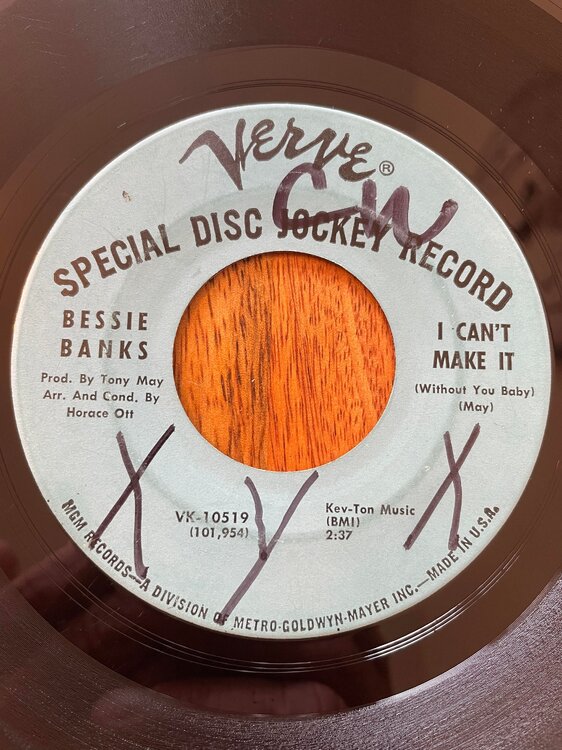 Verve®
CW
SPECIAL DISC JOCKEY RECORD
BESSIE
BANKS
Prod. By Tony May
Arr. And Cond. By
Horace Ott
I CAN'T
MAKE IT
(Without You Baby)
(May)
VK-10519
(101,954)
Kev-Ton Music
(BMI)
2:37
X Y X
MGM RECORDS—A DIVISION OF METRO-GOLDWYN-MAYER INC.—MADE IN U.S.A.